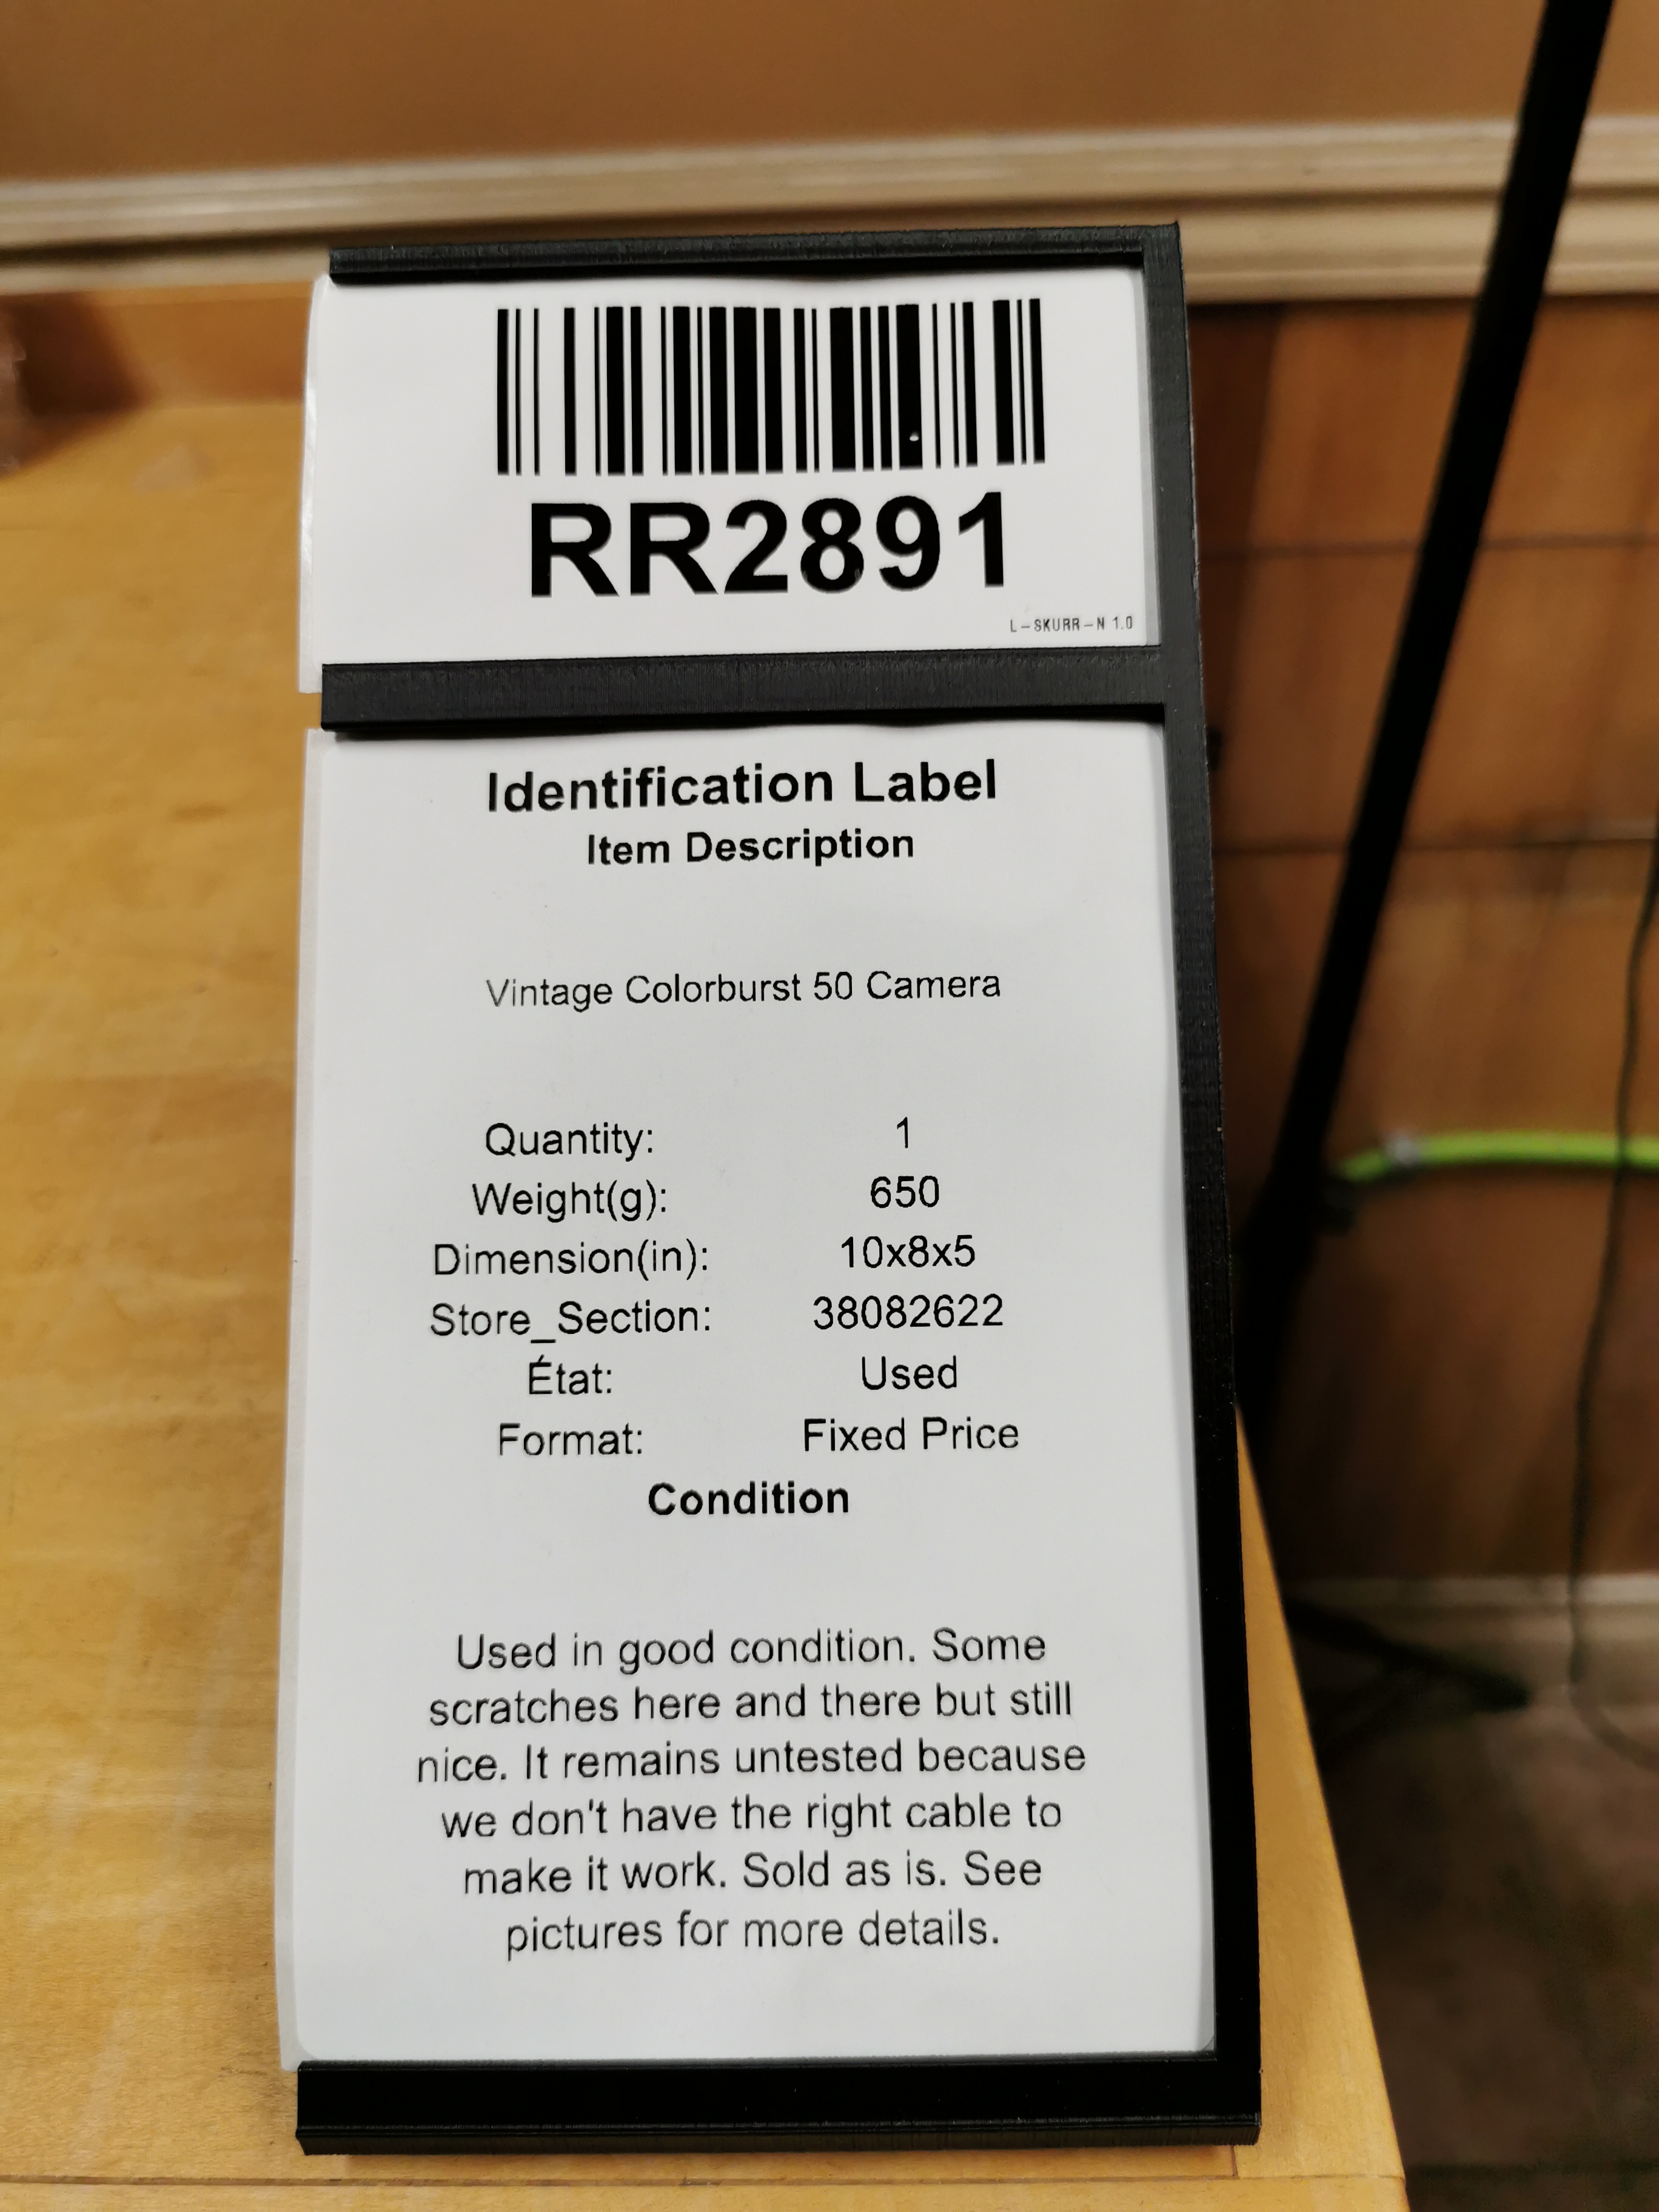 RR2891
L-SKURR-N 1.0
Identification Label
Item Description
Vintage Colorburst 50 Camera
Quantity: 1
Weight(g): 650
Dimension(in): 10x8x5
Store_Section: 38082622
État: Used
Format: Fixed Price
Condition
Used in good condition. Some
scratches here and there but still
nice. It remains untested because
we don't have the right cable to
make it work. Sold as is. See
pictures for more details.